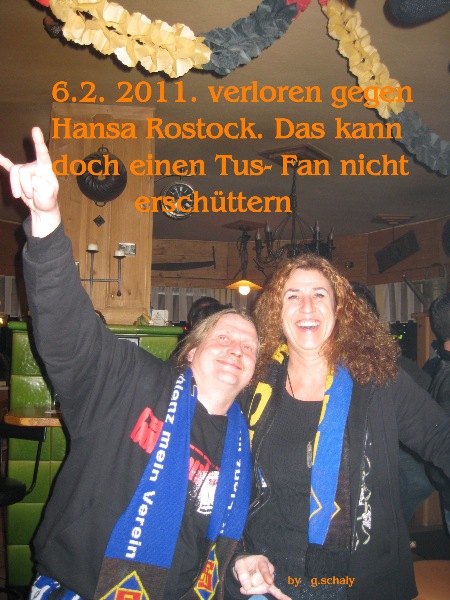 6.2. 2011. verloren gegen
Hansa Rostock. Das kann
doch einen Tus- Fan nicht
erschüttern
blenz mein Verein
by. g.schaly